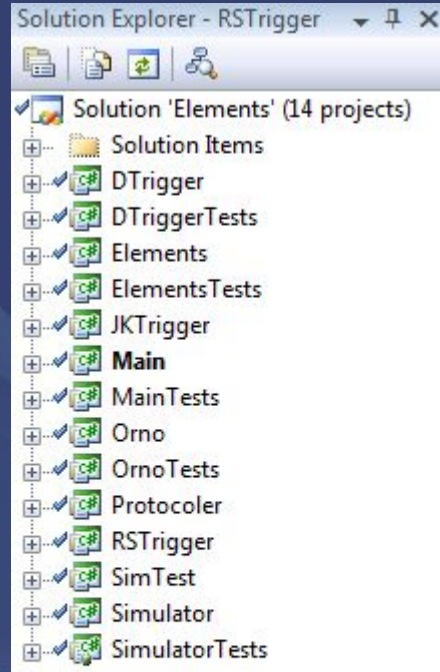 Solution Explorer - RSTrigger
Solution 'Elements' (14 projects)
Solution Items
C# DTrigger
C# DTriggerTests
C# Elements
C# ElementsTests
C# JKTrigger
C# Main
C# MainTests
C# Orno
C# OrnoTests
C# Protocoler
C# RSTrigger
C# SimTest
C# Simulator
C# SimulatorTests